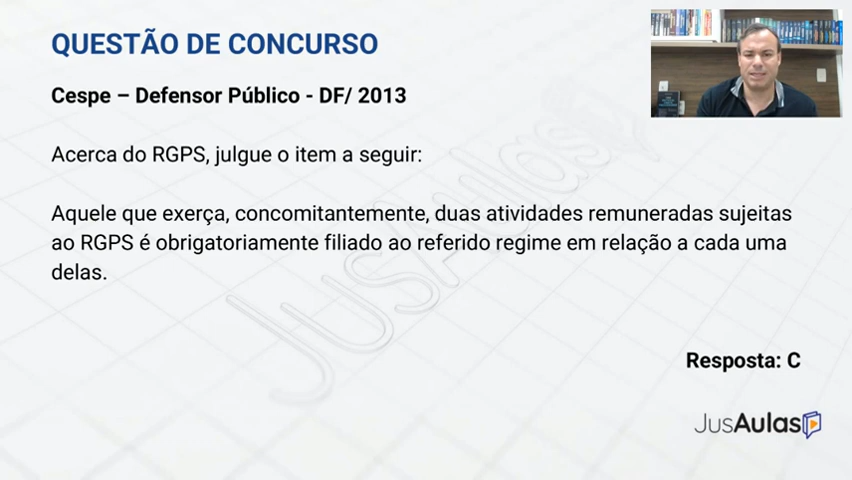 QUESTÃO DE CONCURSO
Cespe – Defensor Público - DF/ 2013
Acerca do RGPS, julgue o item a seguir:
Aquele que exerça, concomitantemente, duas atividades remuneradas sujeitas
ao RGPS é obrigatoriamente filiado ao referido regime em relação a cada uma
delas.
Resposta: C
JusAulas
JusAulas